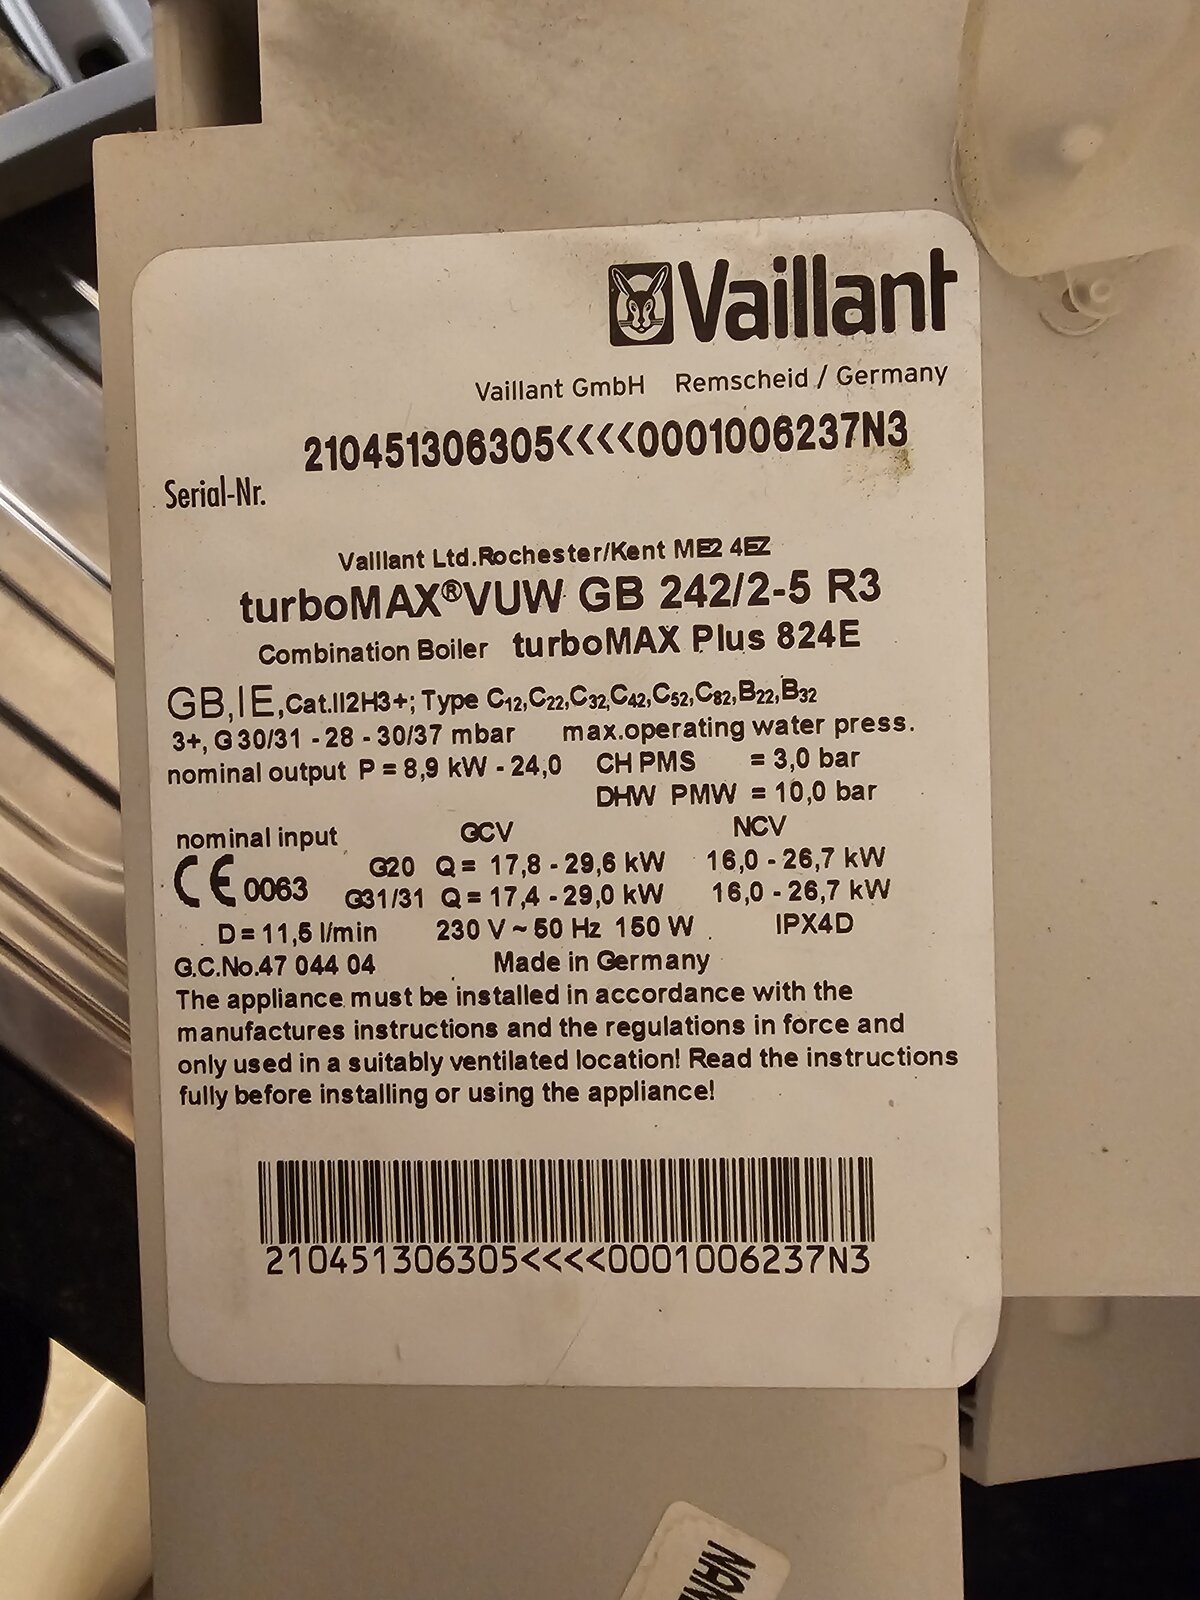 Vaillant
Vaillant GmbH Remscheid / Germany
210451306305<<<<0001006237N3
Serial-Nr.
Vaillant Ltd.Rochester/Kent ME2 4EZ
turboMAX®VUW GB 242/2-5 R3
Combination Boiler turboMAX Plus 824E
GB,IE,Cat.II2H3+; Type C12,C22,C32,C42,C52,C82,B22,B32
3+, G30/31 - 28 - 30/37 mbar max.operating water press.
nominal output P = 8,9 kW - 24,0 CH PMS = 3,0 bar
DHW PMW = 10,0 bar
nominal input GCV NCV
CE 0063 G20 Q = 17,8 - 29,6 kW 16,0 - 26,7 kW
G31/31 Q = 17,4 - 29,0 kW 16,0 - 26,7 kW
D = 11,5 l/min 230 V ~ 50 Hz 150 W IPX4D
G.C.No.47 044 04 Made in Germany
The appliance must be installed in accordance with the
manufactures instructions and the regulations in force and
only used in a suitably ventilated location! Read the instructions
fully before installing or using the appliance!
210451306305<<<<0001006237N3